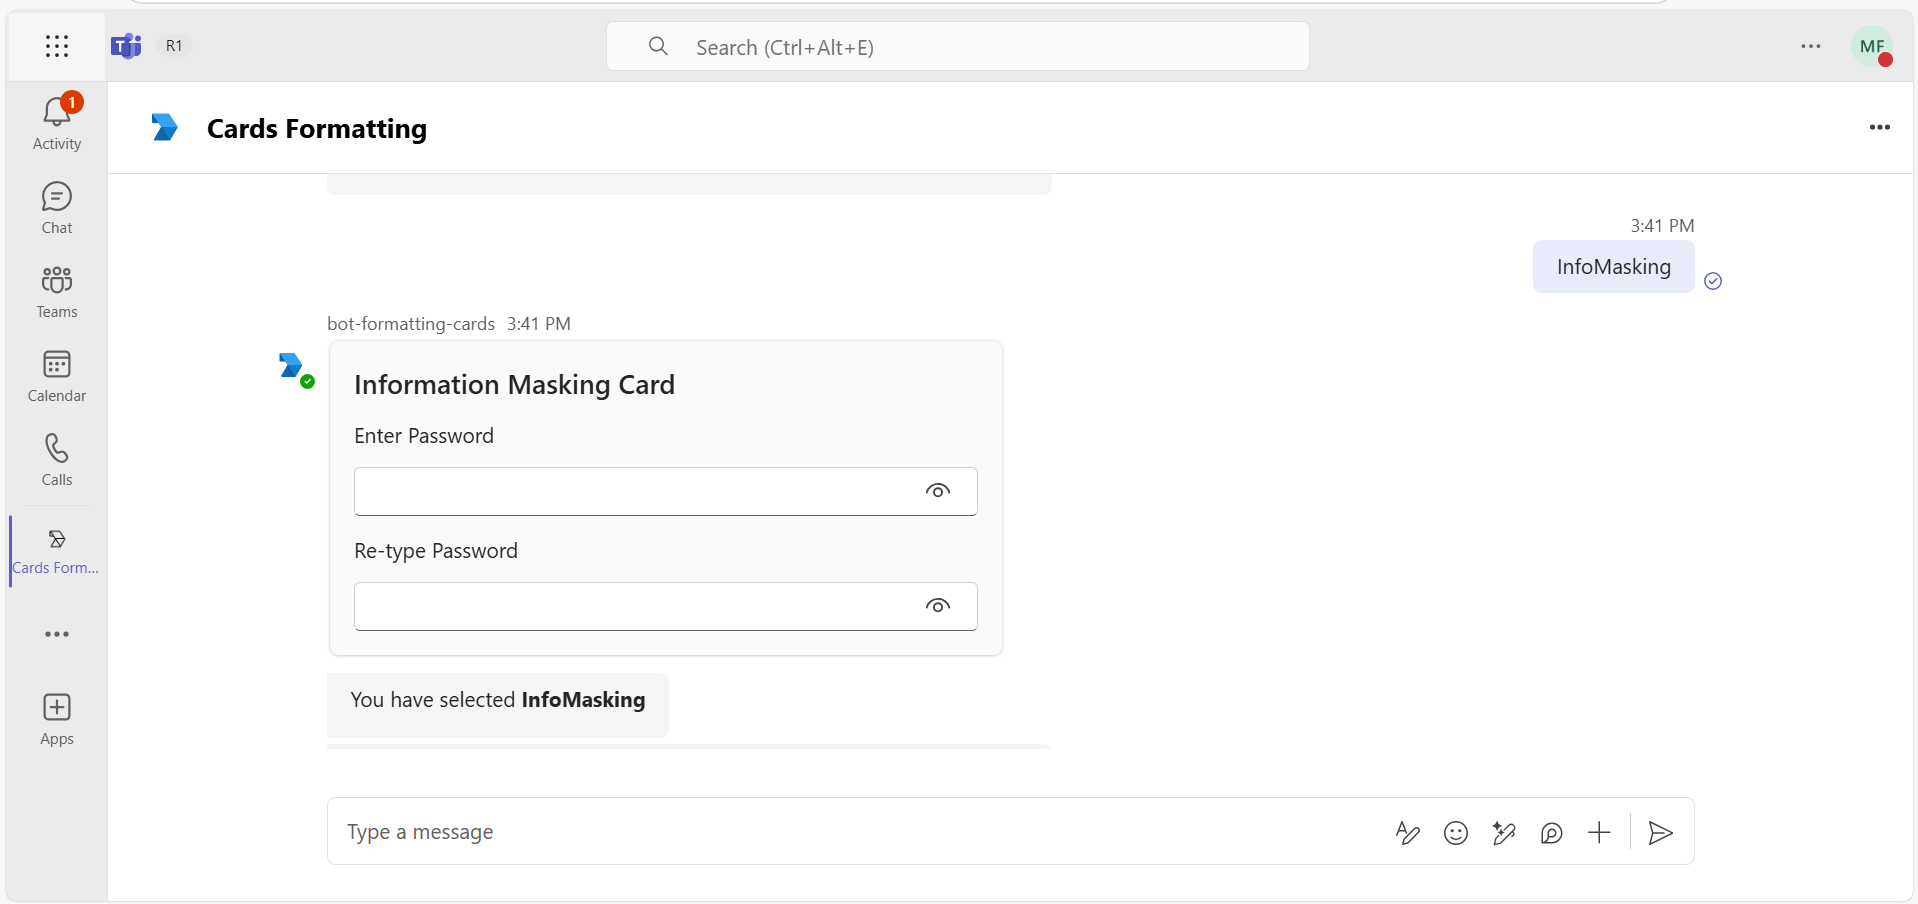 R1
Search (Ctrl+Alt+E)
MF
1
Activity
Chat
Teams
Calendar
Calls
Cards Form...
Apps
Cards Formatting
3:41 PM
InfoMasking
bot-formatting-cards 3:41 PM
Information Masking Card
Enter Password
Re-type Password
You have selected InfoMasking
Type a message